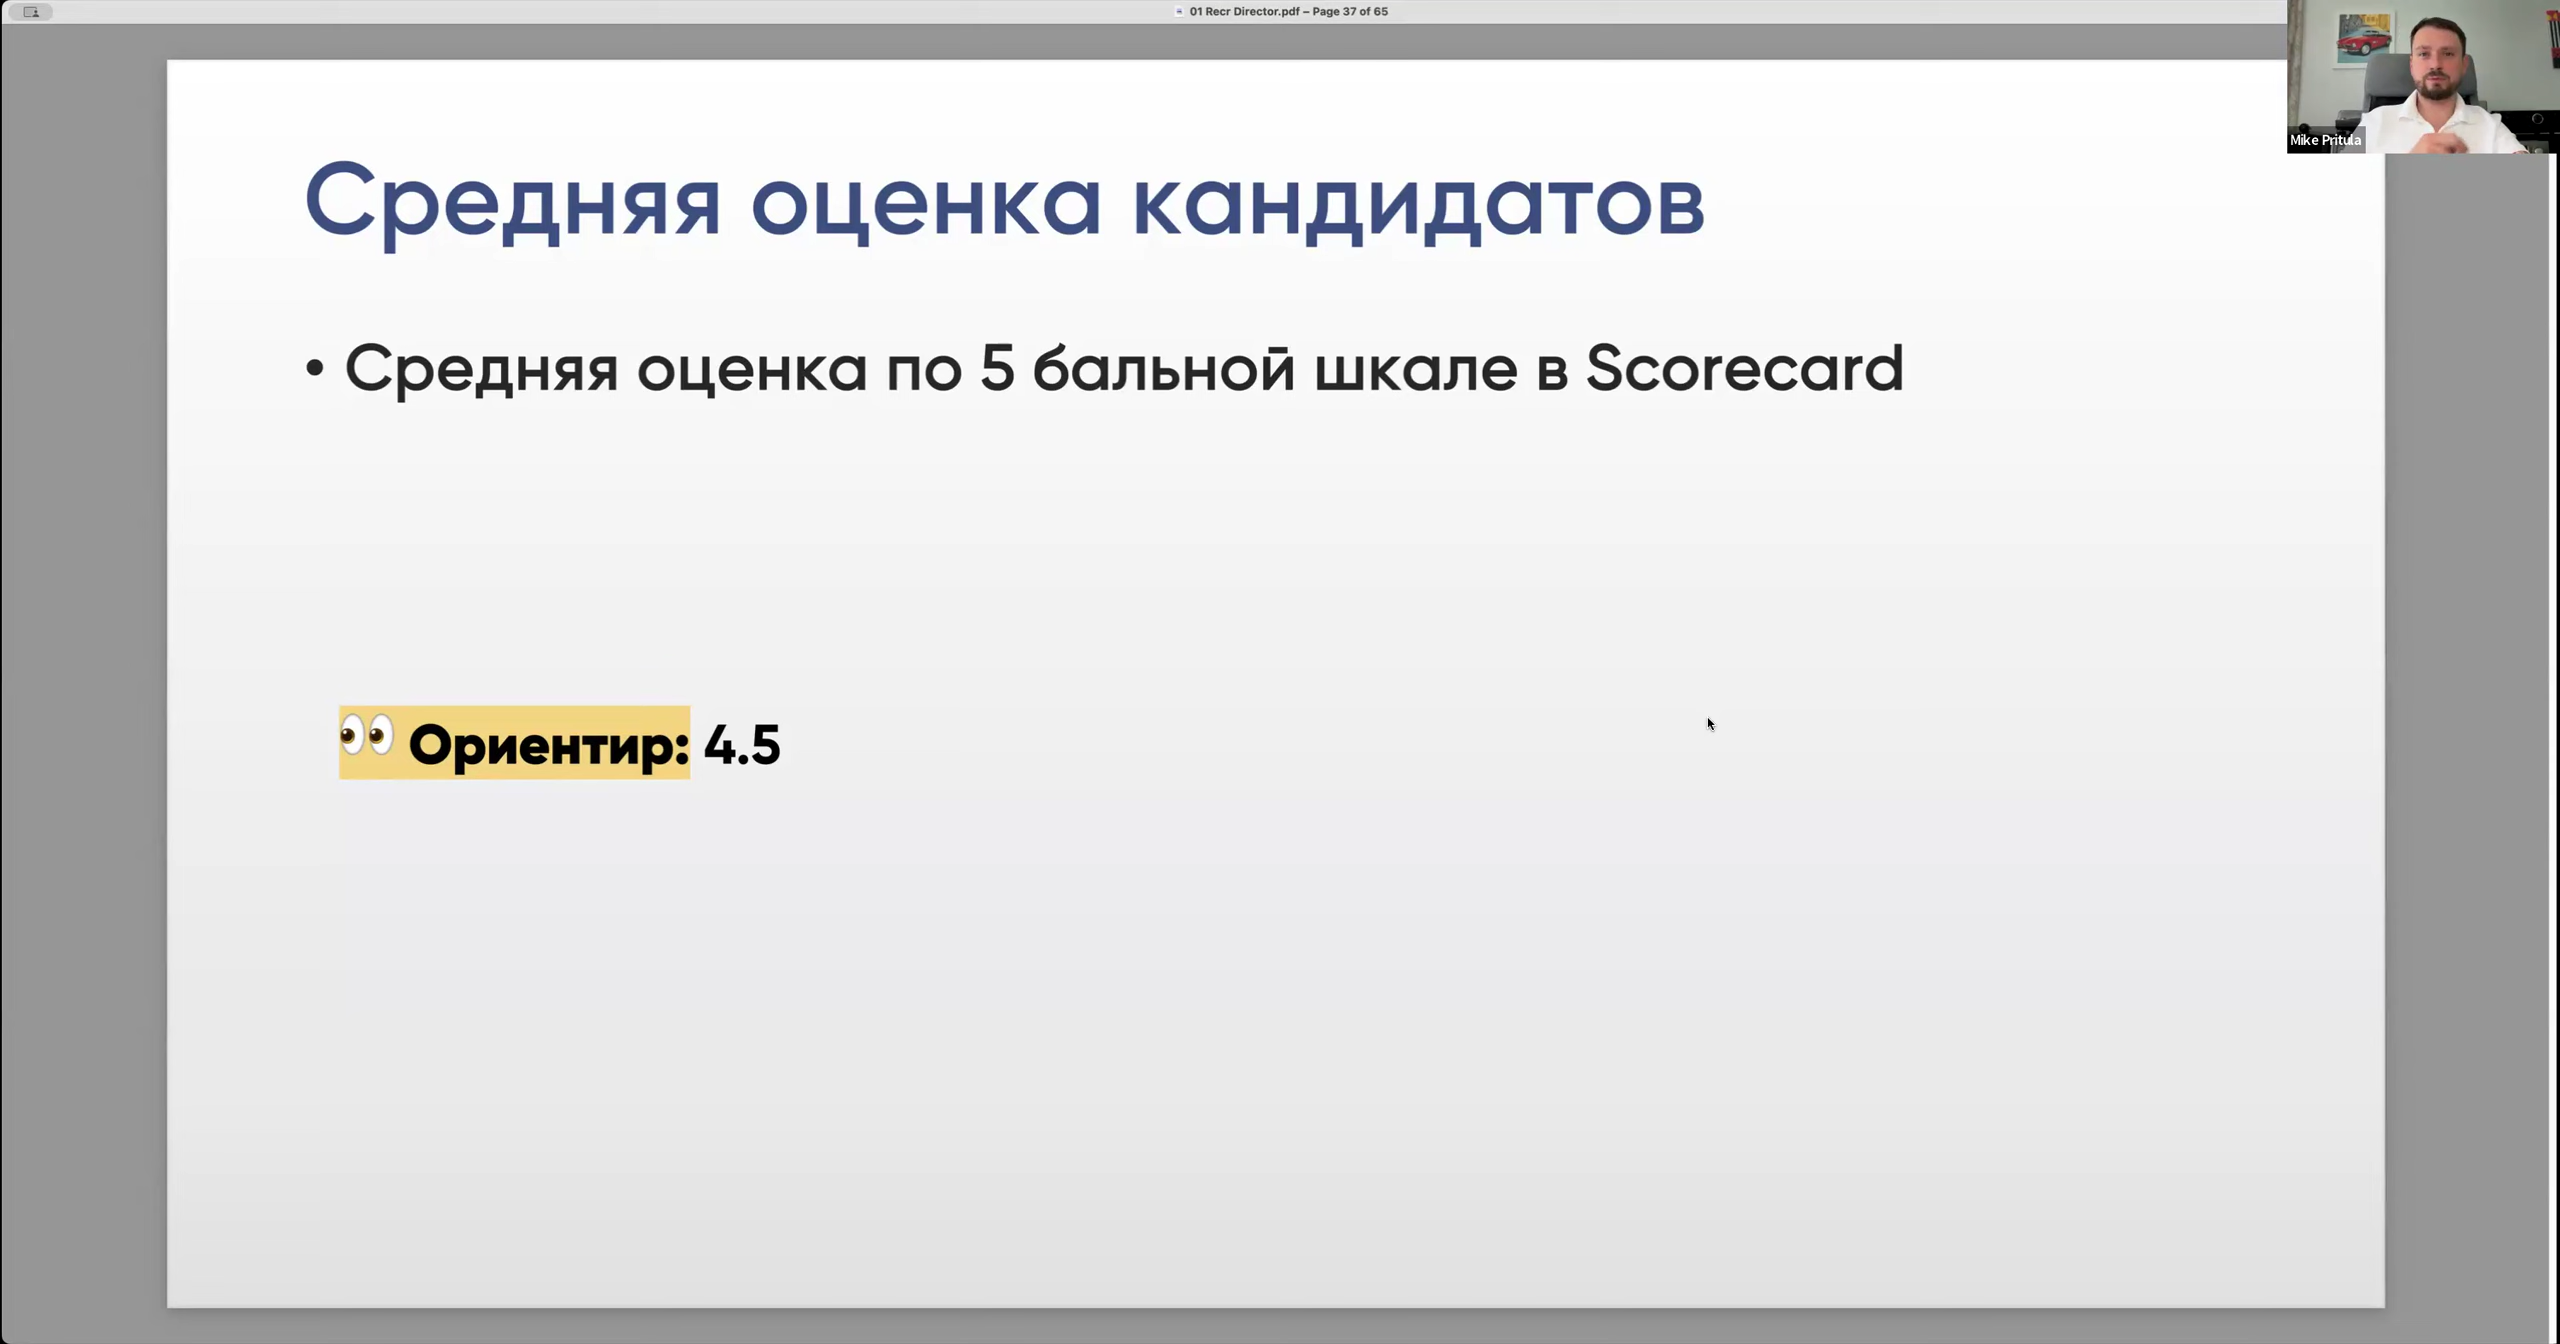 01 Recr Director.pdf – Page 37 of 65
Mike Pritula
Средняя оценка кандидатов
• Средняя оценка по 5 бальной шкале в Scorecard
👀 Ориентир: 4.5